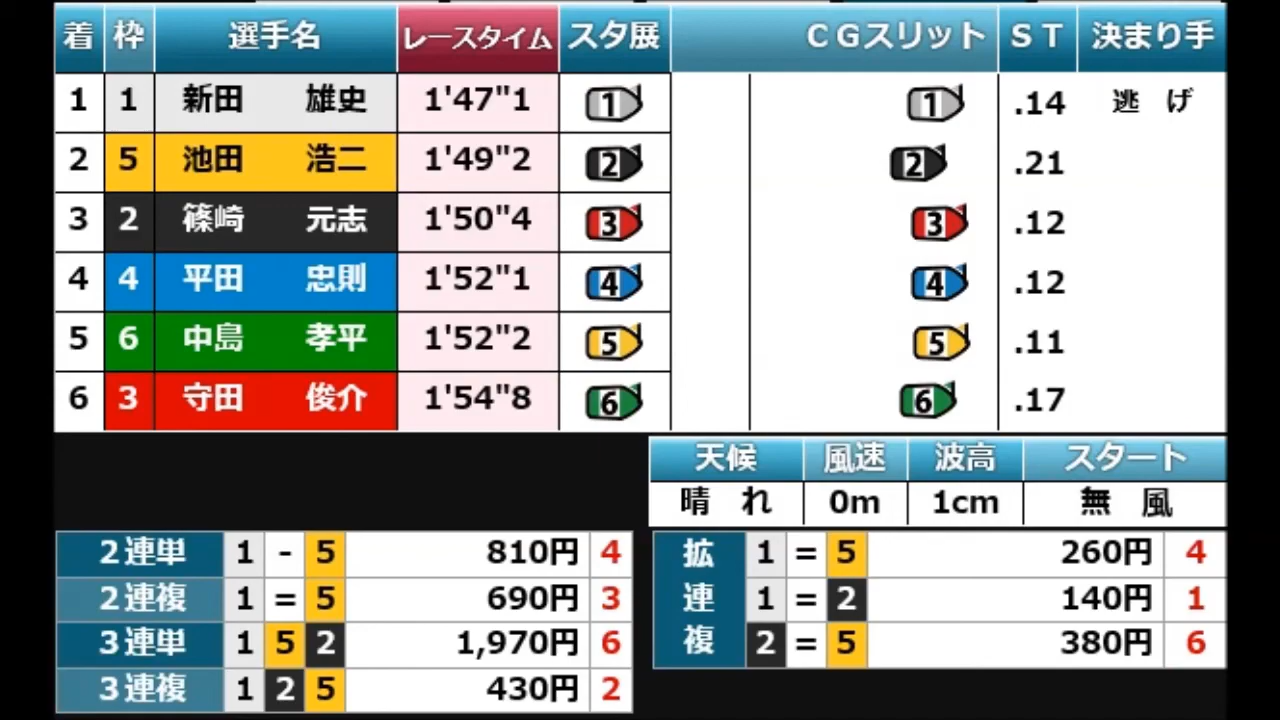 着 枠 選手名 レースタイム スタ展 CGスリット ST 決まり手
1 1 新田 雄史 1'47"1 1 1 .14 逃 げ
2 5 池田 浩二 1'49"2 2 2 .21
3 2 篠崎 元志 1'50"4 3 3 .12
4 4 平田 忠則 1'52"1 4 4 .12
5 6 中島 孝平 1'52"2 5 5 .11
6 3 守田 俊介 1'54"8 6 6 .17
天候 風速 波高 スタート
晴 れ 0m 1cm 無 風
2連単 1 - 5 810円 4
2連複 1 = 5 690円 3
3連単 1 5 2 1,970円 6
3連複 1 2 5 430円 2
拡連複
1 = 5 260円 4
1 = 2 140円 1
2 = 5 380円 6